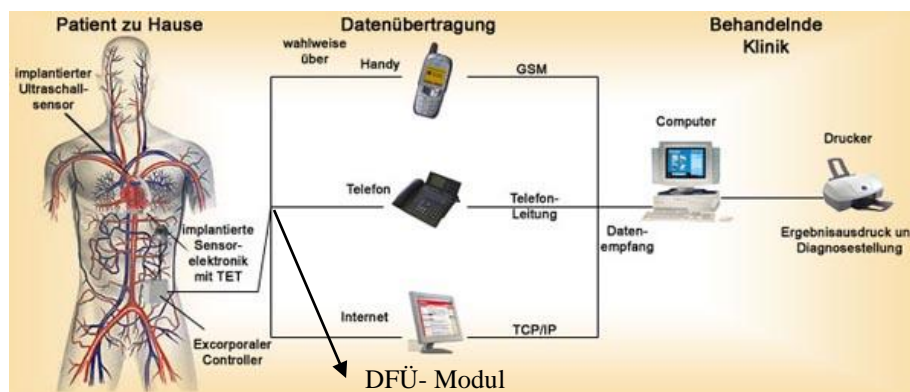 Patient zu Hause
Datenübertragung
Behandelnde
Klinik
wahlweise
über
Handy
GSM
implantierter
Ultraschall-
sensor
Computer
Drucker
Telefon
Telefon-
Leitung
Daten-
empfang
implantierte
Sensor-
elektronik
mit TET
Ergebnisausdruck un
Diagnosestellung
Internet
TCP/IP
Excorporaler
Controller
DFÜ- Modul